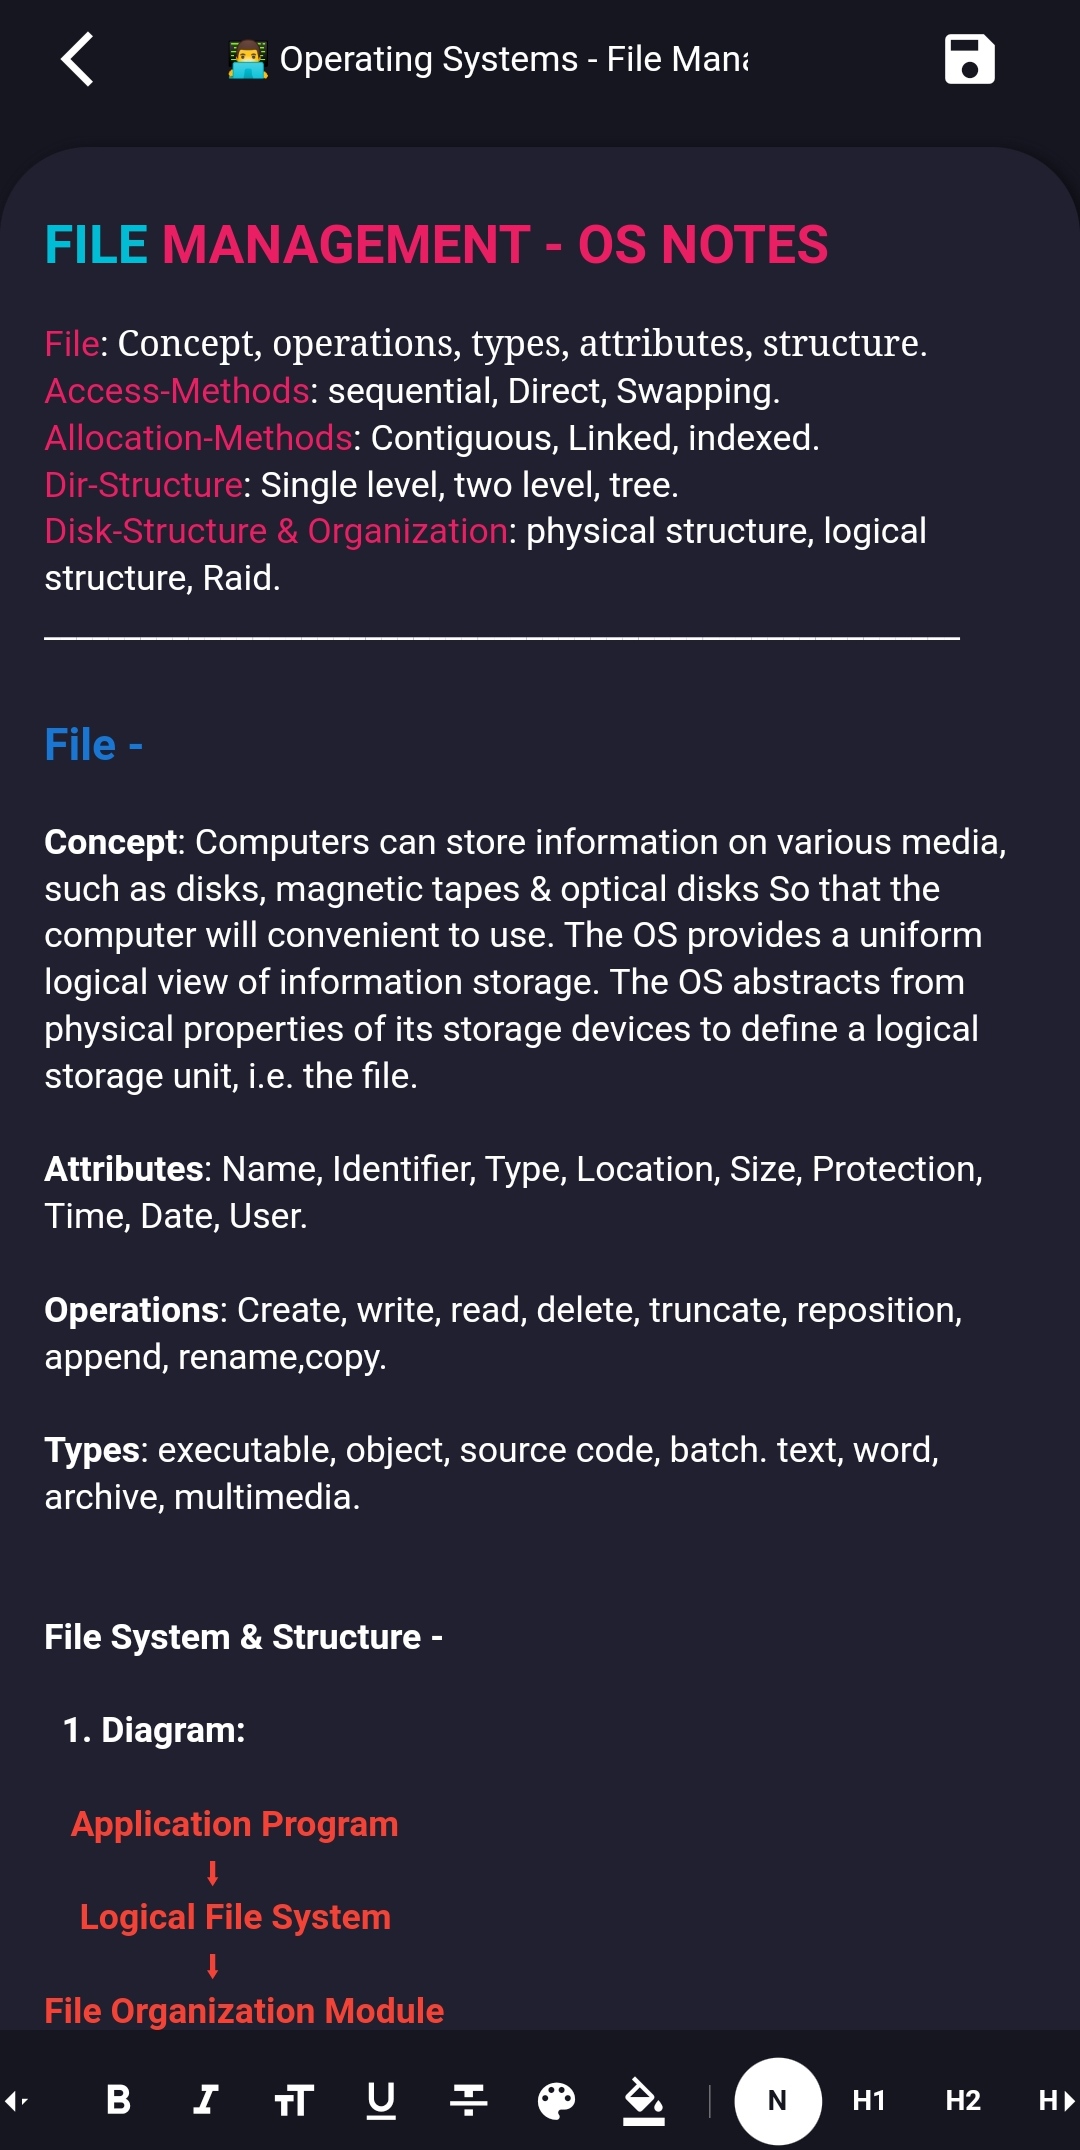 👨‍💻 Operating Systems - File Mana
FILE MANAGEMENT - OS NOTES
File: Concept, operations, types, attributes, structure.
Access-Methods: sequential, Direct, Swapping.
Allocation-Methods: Contiguous, Linked, indexed.
Dir-Structure: Single level, two level, tree.
Disk-Structure & Organization: physical structure, logical
structure, Raid.
File -
Concept: Computers can store information on various media,
such as disks, magnetic tapes & optical disks So that the
computer will convenient to use. The OS provides a uniform
logical view of information storage. The OS abstracts from
physical properties of its storage devices to define a logical
storage unit, i.e. the file.
Attributes: Name, Identifier, Type, Location, Size, Protection,
Time, Date, User.
Operations: Create, write, read, delete, truncate, reposition,
append, rename,copy.
Types: executable, object, source code, batch. text, word,
archive, multimedia.
File System & Structure -
1. Diagram:
Application Program
⬇
Logical File System
⬇
File Organization Module
B I TT U S N H1 H2 H